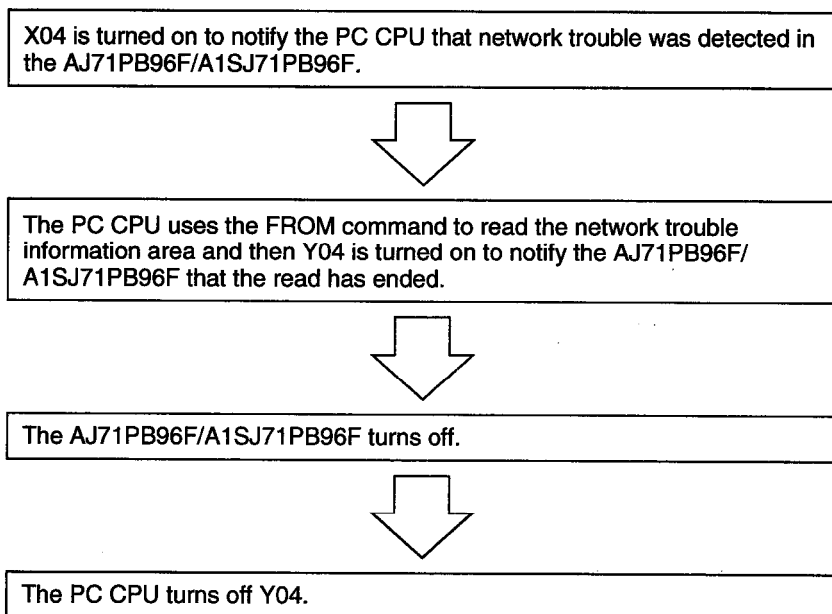 X04 is turned on to notify the PC CPU that network trouble was detected in
the AJ71PB96F/A1SJ71PB96F.
The PC CPU uses the FROM command to read the network trouble
information area and then Y04 is turned on to notify the AJ71PB96F/
A1SJ71PB96F that the read has ended.
The AJ71PB96F/A1SJ71PB96F turns off.
The PC CPU turns off Y04.